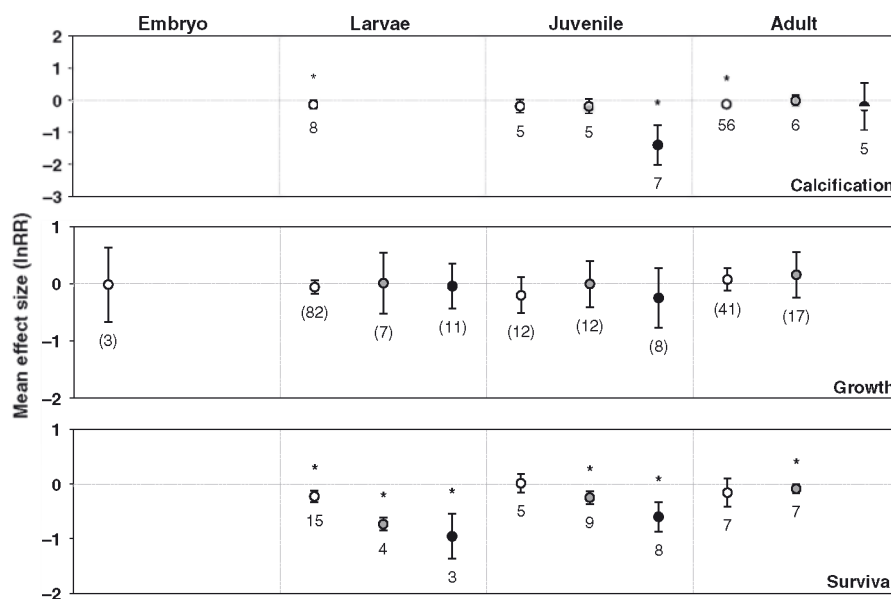 Embryo Larvae Juvenile Adult
Mean effect size (lnRR)
2
1
* * *
0
8 5 5 56 6
−1
5
−2
7
−3
Calcification
1
0
(82) (41) (17)
(3) (7) (11) (12) (12) (8)
−1
−2
Growth
1
* * * * * *
0
15 5 9 7 7
4 8
−1
3
−2
Surviva